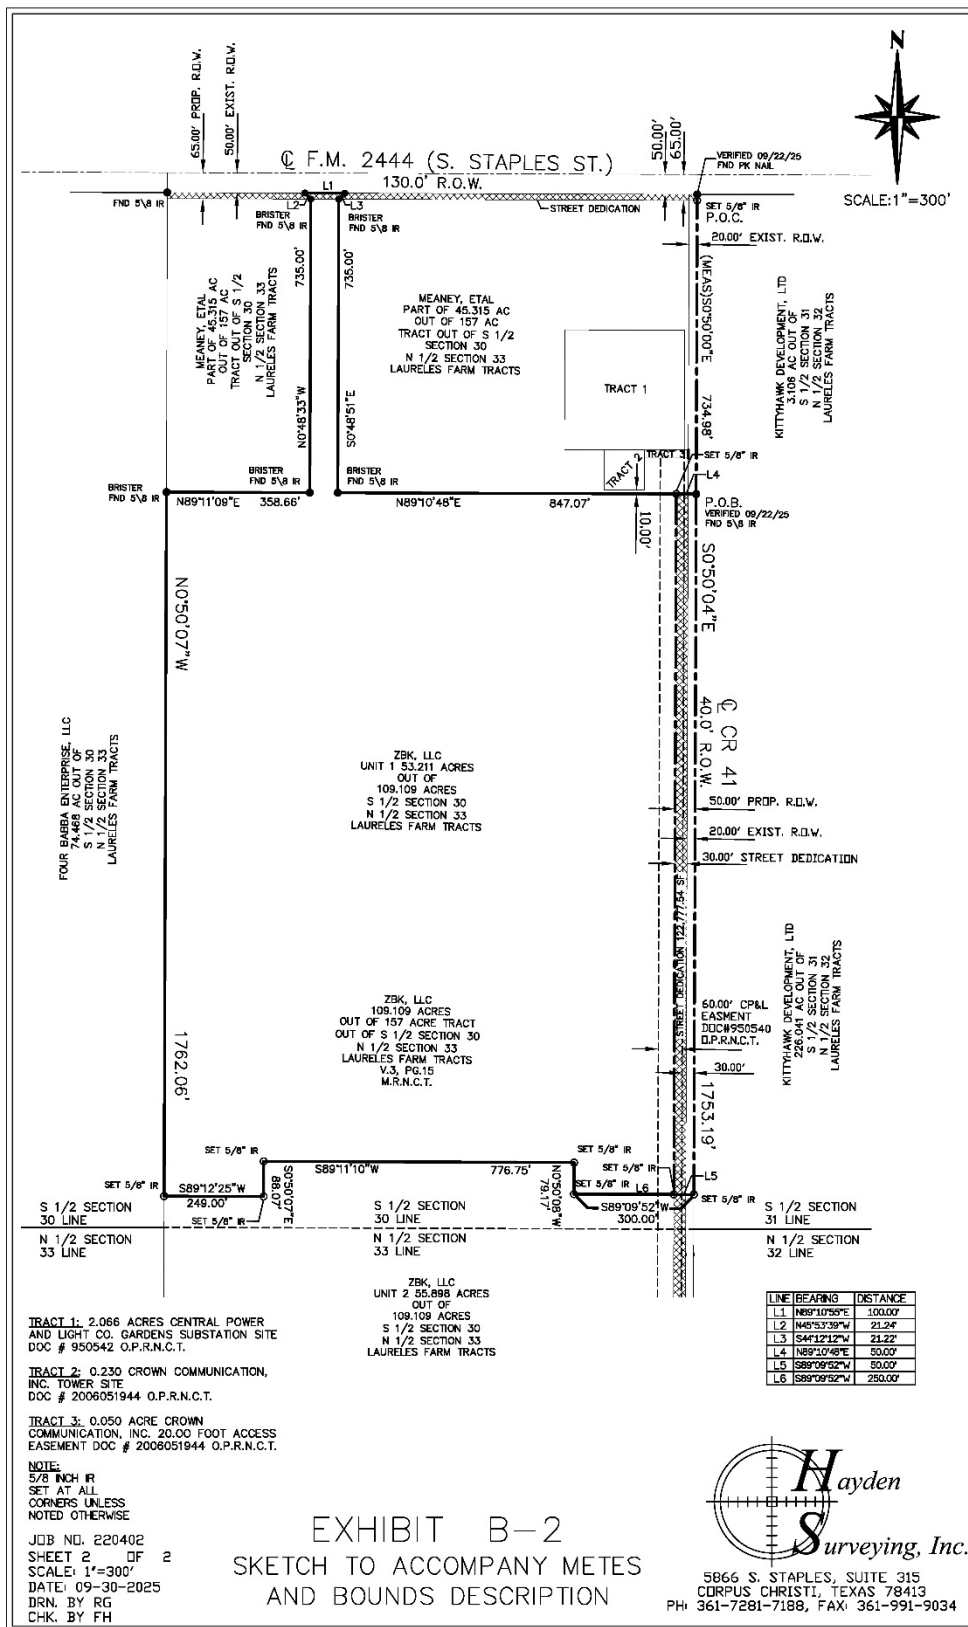 N
65.00' PROP. R.O.W.
50.00' EXIST. R.O.W.
50.00'
65.00'
VERIFIED 09/22/25
FND PK NAIL
℄ F.M. 2444 (S. STAPLES ST.)
130.0' R.O.W.
SCALE:1"=300'
L1
FND 5\8 IR
L2
L3
STREET DEDICATION
SET 5/8" IR
P.O.C.
BRISTER
FND 5\8 IR
BRISTER
FND 5\8 IR
20.00' EXIST. R.O.W.
735.00'
735.00'
N0°48'33"W
S0°48'51"E
(MEAS)S0°50'00"E 734.98'
MEANEY, ETAL
PART OF 45.315 AC
OUT OF 157 AC
TRACT OUT OF S 1/2
SECTION 30
N 1/2 SECTION 33
LAURELES FARM TRACTS
MEANEY, ETAL
PART OF 45.315 AC
OUT OF 157 AC
TRACT OUT OF S 1/2
SECTION 30
N 1/2 SECTION 33
LAURELES FARM TRACTS
KITTYHAWK DEVELOPMENT, LTD
3.106 AC OUT OF
S 1/2 SECTION 31
N 1/2 SECTION 32
LAURELES FARM TRACTS
TRACT 1
TRACT 2
TRACT 3
SET 5/8" IR
L4
BRISTER
FND 5\8 IR
BRISTER
FND 5\8 IR
BRISTER
FND 5\8 IR
N89°11'09"E 358.66'
N89°10'48"E 847.07'
10.00'
P.O.B.
VERIFIED 09/22/25
FND 5\8 IR
N0°50'07"W
1762.06'
S0°50'04"E
1753.19'
℄ CR 41
40.0' R.O.W.
FOUR BABBA ENTERPRISE, LLC
74.468 AC OUT OF
S 1/2 SECTION 30
N 1/2 SECTION 33
LAURELES FARM TRACTS
ZBK, LLC
UNIT 1 53.211 ACRES
OUT OF
109.109 ACRES
S 1/2 SECTION 30
N 1/2 SECTION 33
LAURELES FARM TRACTS
50.00' PROP. R.O.W.
20.00' EXIST. R.O.W.
30.00' STREET DEDICATION
STREET DEDICATION 122,777.54 SF
KITTYHAWK DEVELOPMENT, LTD
226.041 AC OUT OF
S 1/2 SECTION 31
N 1/2 SECTION 32
LAURELES FARM TRACTS
ZBK, LLC
109.109 ACRES
OUT OF 157 ACRE TRACT
OUT OF S 1/2 SECTION 30
N 1/2 SECTION 33
LAURELES FARM TRACTS
V.3, PG.15
M.R.N.C.T.
60.00' CP&L
EASMENT
DOC#950540
O.P.R.N.C.T.
30.00'
SET 5/8" IR
SET 5/8" IR
SET 5/8" IR
SET 5/8" IR
SET 5/8" IR
SET 5/8" IR
SET 5/8" IR
S89°11'10"W 776.75'
S89°12'25"W
249.00'
S0°50'07"E
88.07'
N0°50'08"W
79.17'
L6
L5
S89°09'52"W
300.00'
S 1/2 SECTION
30 LINE
S 1/2 SECTION
30 LINE
S 1/2 SECTION
31 LINE
N 1/2 SECTION
33 LINE
N 1/2 SECTION
33 LINE
N 1/2 SECTION
32 LINE
ZBK, LLC
UNIT 2 55.898 ACRES
OUT OF
109.109 ACRES
S 1/2 SECTION 30
N 1/2 SECTION 33
LAURELES FARM TRACTS
LINE BEARING DISTANCE
L1 N89°10'55"E 100.00'
L2 N45°53'39"W 21.24'
L3 S44°12'12"W 21.22'
L4 N89°10'48"E 50.00'
L5 S89°09'52"W 50.00'
L6 S89°09'52"W 250.00'
TRACT 1: 2.066 ACRES CENTRAL POWER
AND LIGHT CO. GARDENS SUBSTATION SITE
DOC # 950542 O.P.R.N.C.T.
TRACT 2: 0.230 CROWN COMMUNICATION,
INC. TOWER SITE
DOC # 2006051944 O.P.R.N.C.T.
TRACT 3: 0.050 ACRE CROWN
COMMUNICATION, INC. 20.00 FOOT ACCESS
EASEMENT DOC # 2006051944 O.P.R.N.C.T.
NOTE:
5/8 INCH IR
SET AT ALL
CORNERS UNLESS
NOTED OTHERWISE
JOB NO. 220402
SHEET 2 OF 2
SCALE: 1"=300'
DATE: 09-30-2025
DRN. BY RG
CHK. BY FH
EXHIBIT B-2
SKETCH TO ACCOMPANY METES
AND BOUNDS DESCRIPTION
Hayden
Surveying, Inc.
5866 S. STAPLES, SUITE 315
CORPUS CHRISTI, TEXAS 78413
PH: 361-7281-7188, FAX: 361-991-9034